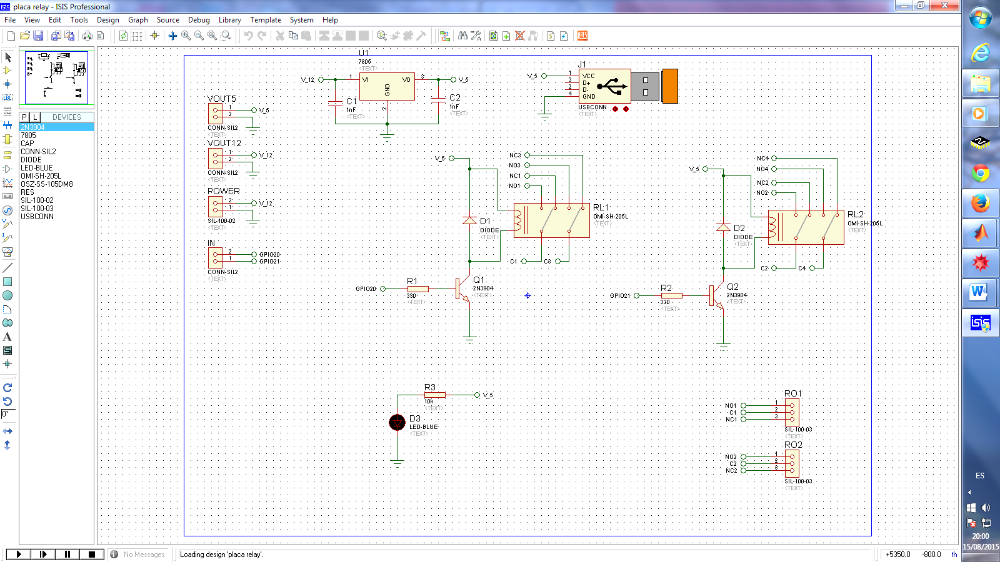 placa relay - ISIS Professional
File View Edit Tools Design Graph Source Debug Library Template System Help
ARES
LBL
P L DEVICES
2N3904
7805
CAP
CONN-SIL2
DIODE
LED-BLUE
OMI-SH-205L
OSZ-SS-105DM8
RES
SIL-100-02
SIL-100-03
USBCONN
A
S
0°
U1
7805
<TEXT>
V_12
1
VI
VO
3
V_5
GND
2
C1
1nF
<TEXT>
C2
1nF
<TEXT>
J1
V_5
1
3
2
4
VCC
D+
D-
GND
USBCONN
<TEXT>
VOUT5
1
2
V_5
CONN-SIL2
<TEXT>
VOUT12
1
2
V_12
CONN-SIL2
<TEXT>
POWER
2
1
V_12
SIL-100-02
<TEXT>
IN
2
1
GPIO20
GPIO21
CONN-SIL2
<TEXT>
V_5
NC3
NO3
NC1
NO1
RL1
OMI-SH-205L
<TEXT>
D1
DIODE
<TEXT>
C1
C3
GPIO20
R1
330
<TEXT>
Q1
2N3904
<TEXT>
V_5
NC4
NO4
NC2
NO2
RL2
OMI-SH-205L
<TEXT>
D2
DIODE
<TEXT>
C2
C4
GPIO21
R2
330
<TEXT>
Q2
2N3904
<TEXT>
R3
10k
<TEXT>
V_5
D3
LED-BLUE
<TEXT>
RO1
NO1
C1
NC1
1
2
3
SIL-100-03
<TEXT>
RO2
NO2
C2
NC2
1
2
3
SIL-100-03
<TEXT>
No Messages
Loading design 'placa relay'.
+5350.0 -800.0 th
W
isis
ES
20:00
15/08/2015